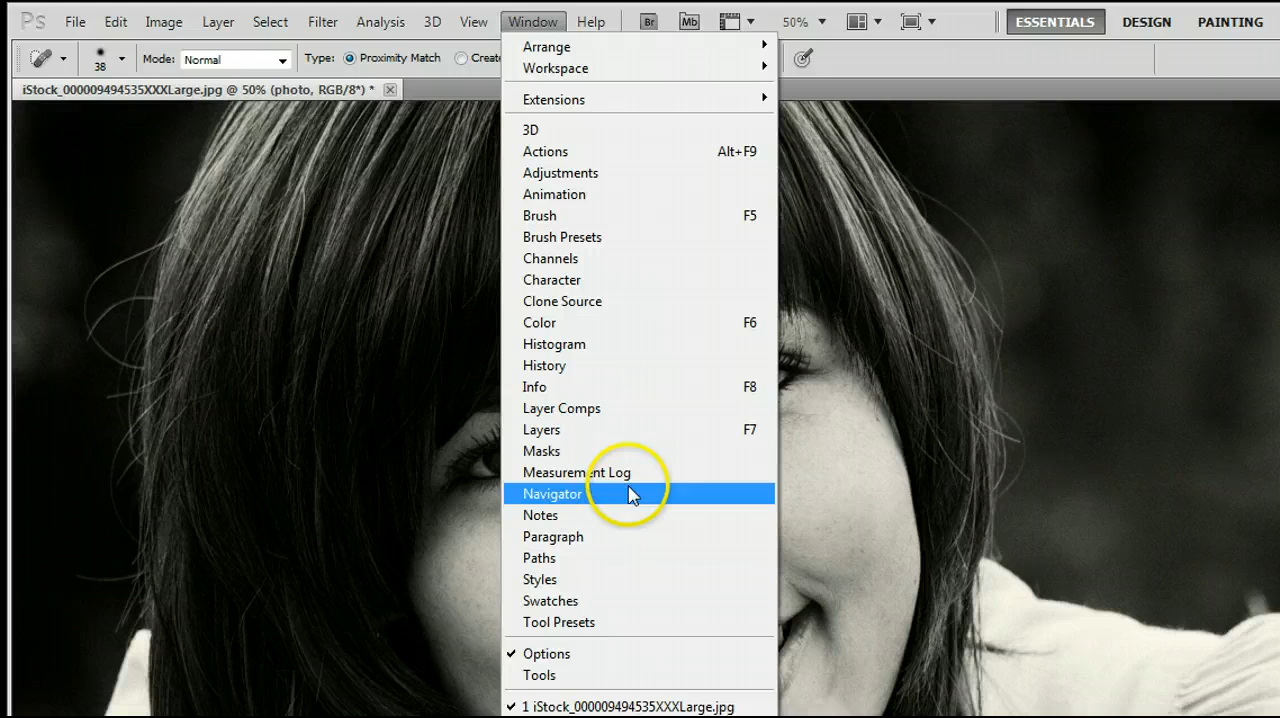 Ps File Edit Image Layer Select Filter Analysis 3D View Window Help Br Mb 50% ESSENTIALS DESIGN PAINTING
38 Mode: Normal Type: Proximity Match Create
iStock_000009494535XXXLarge.jpg @ 50% (photo, RGB/8*) *
Arrange
Workspace
Extensions
3D
Actions Alt+F9
Adjustments
Animation
Brush F5
Brush Presets
Channels
Character
Clone Source
Color F6
Histogram
History
Info F8
Layer Comps
Layers F7
Masks
Measurement Log
Navigator
Notes
Paragraph
Paths
Styles
Swatches
Tool Presets
Options
Tools
1 iStock_000009494535XXXLarge.jpg